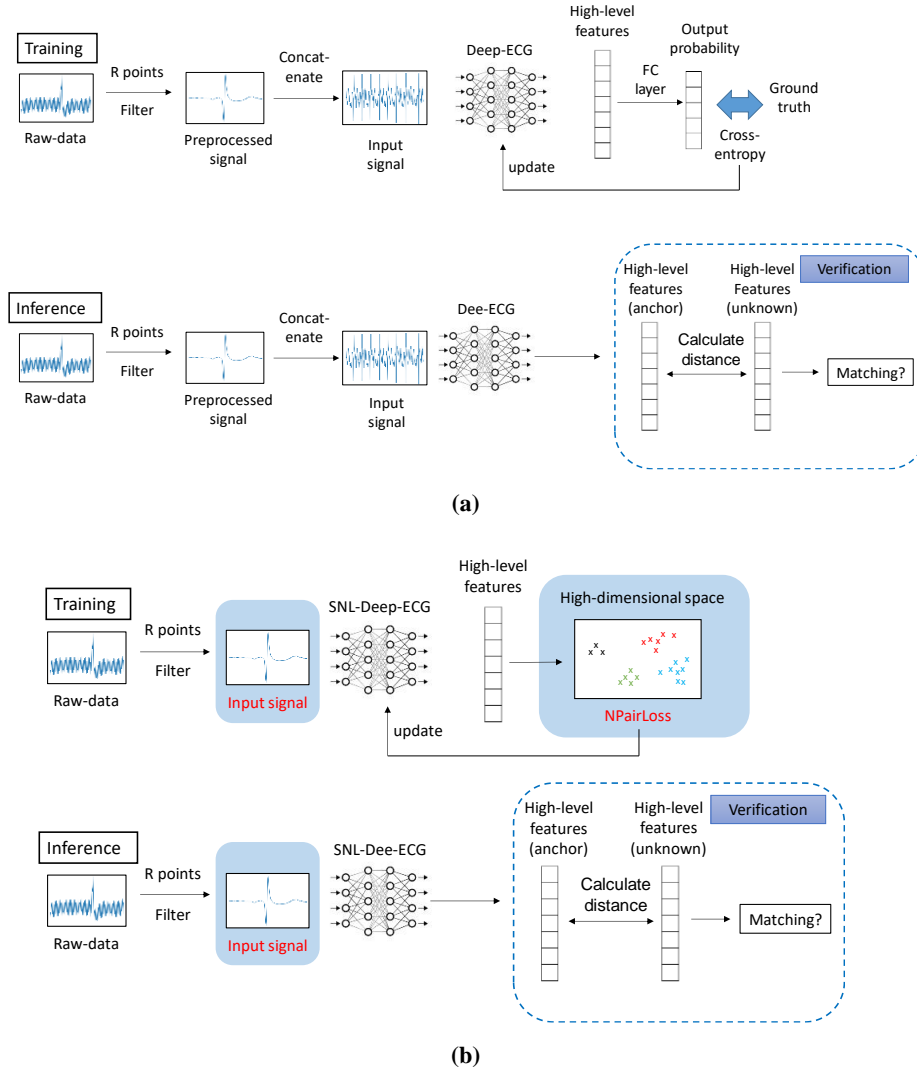 Training
Raw-data
R points
Filter
Preprocessed
signal
Concat-
enate
Input
signal
Deep-ECG
High-level
features
FC
layer
Output
probability
Ground
truth
Cross-
entropy
update
Inference
Raw-data
R points
Filter
Preprocessed
signal
Concat-
enate
Input
signal
Dee-ECG
High-level
features
(anchor)
Calculate
distance
High-level
Features
(unknown)
Verification
Matching?
(a)
Training
Raw-data
R points
Filter
Input signal
SNL-Deep-ECG
High-level
features
High-dimensional space
x x x x x x x x x x x x x x x x x x x x x x
NPairLoss
update
Inference
Raw-data
R points
Filter
Input signal
SNL-Dee-ECG
High-level
features
(anchor)
Calculate
distance
High-level
features
(unknown)
Verification
Matching?
(b)